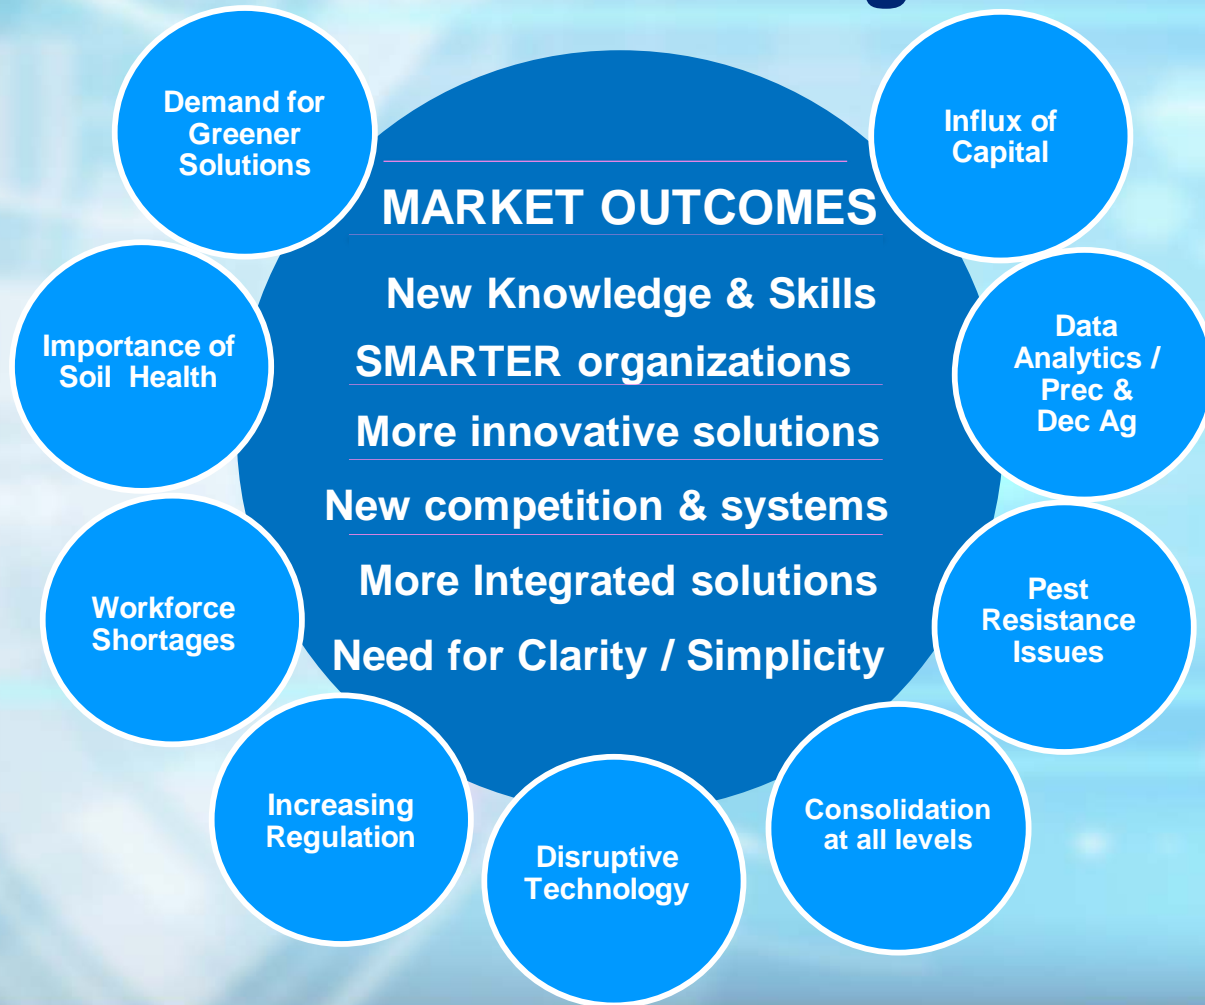 Demand for
Greener
Solutions
Influx of
Capital
MARKET OUTCOMES
New Knowledge & Skills
SMARTER organizations
More innovative solutions
New competition & systems
More Integrated solutions
Need for Clarity / Simplicity
Importance of
Soil Health
Data
Analytics /
Prec &
Dec Ag
Workforce
Shortages
Pest
Resistance
Issues
Increasing
Regulation
Disruptive
Technology
Consolidation
at all levels